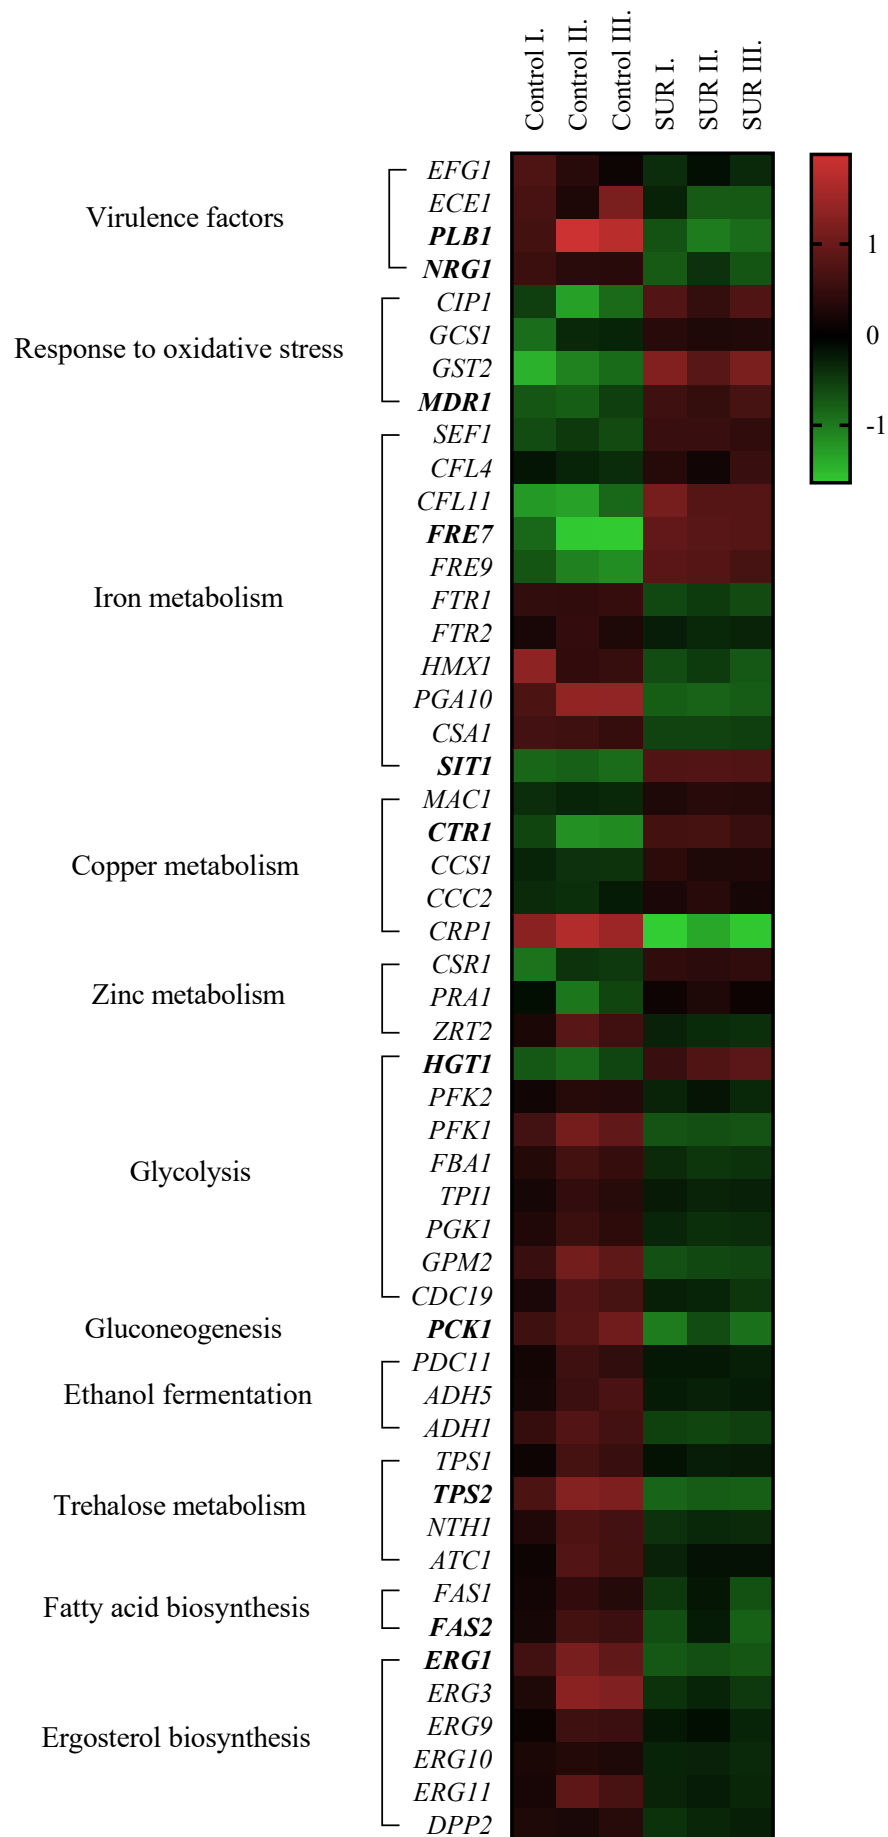 Control I.
Control II.
Control III.
SUR I.
SUR II.
SUR III.
Virulence factors
EFG1
ECE1
PLB1
NRG1
Response to oxidative stress
CIP1
GCS1
GST2
MDR1
Iron metabolism
SEF1
CFL4
CFL11
FRE7
FRE9
FTR1
FTR2
HMX1
PGA10
CSA1
SIT1
Copper metabolism
MAC1
CTR1
CCS1
CCC2
CRP1
Zinc metabolism
CSR1
PRA1
ZRT2
Glycolysis
HGT1
PFK2
PFK1
FBA1
TPI1
PGK1
GPM2
CDC19
Gluconeogenesis
PCK1
Ethanol fermentation
PDC11
ADH5
ADH1
Trehalose metabolism
TPS1
TPS2
NTH1
ATC1
Fatty acid biosynthesis
FAS1
FAS2
Ergosterol biosynthesis
ERG1
ERG3
ERG9
ERG10
ERG11
DPP2
1
0
-1